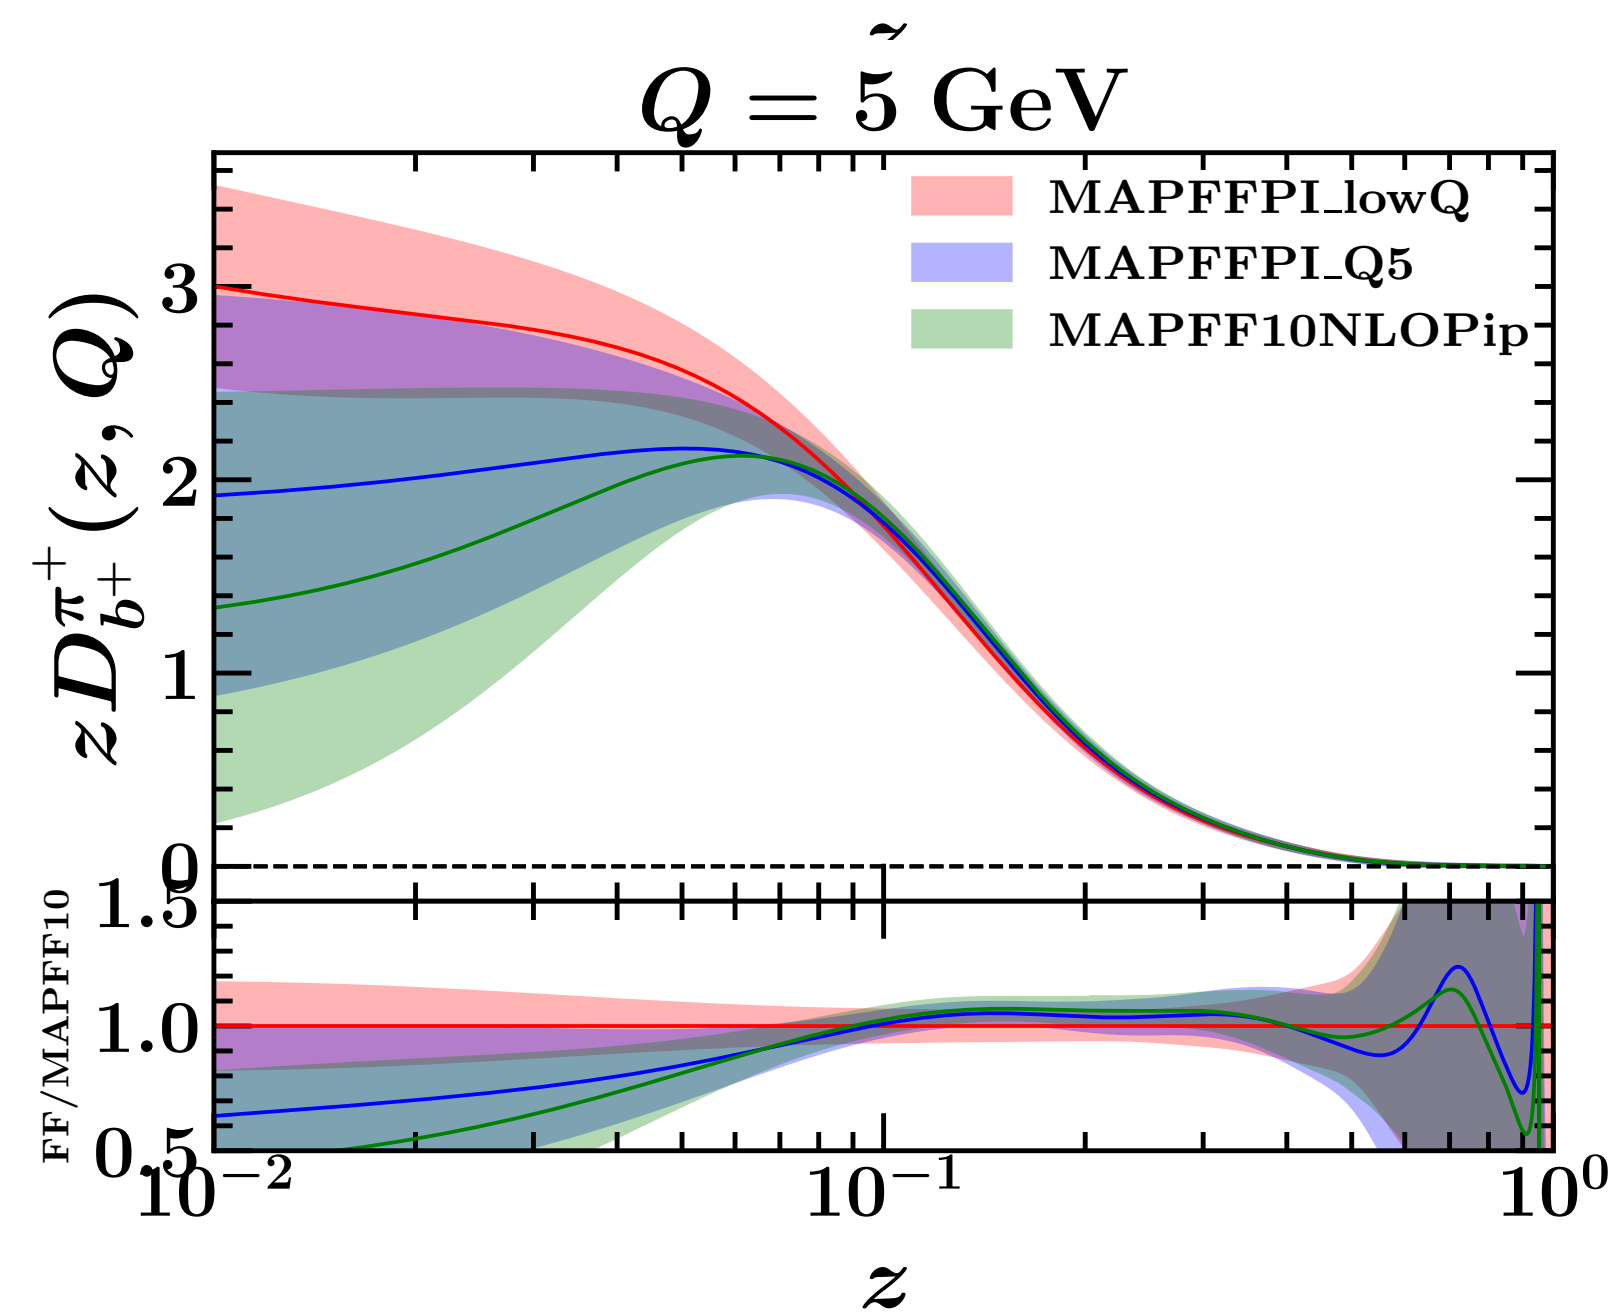 z
Q = 5 GeV
MAPFFPI_lowQ
MAPFFPI_Q5
MAPFF10NLOPip
zD_{b^+}^{π^+}(z, Q)
3
2
1
0
FF/MAPFF10
1.5
1.0
0.5
10^{−2} 10^{−1} 10^{0}
z